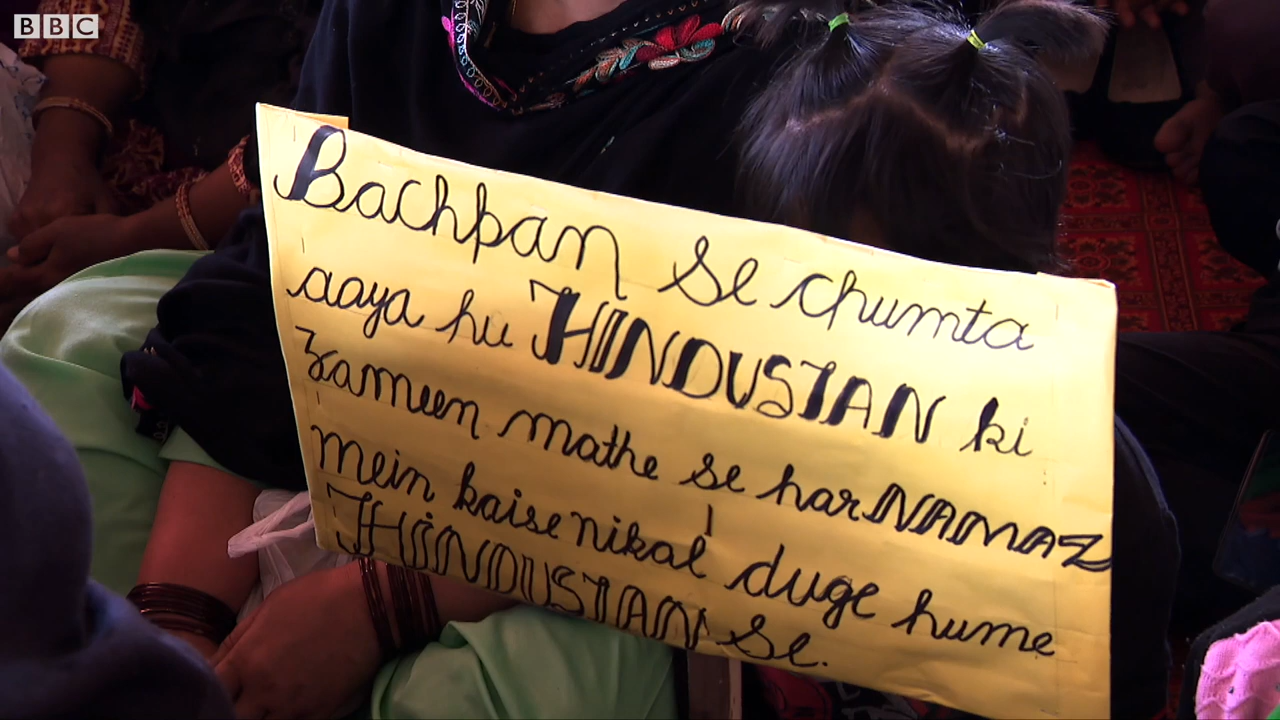 BBC
Bachpan se chumta
aaya hu HINDUSTAN ki
zameen mathe se har NAMAZ
mein kaise nikal duge hume
HINDUSTAN se.